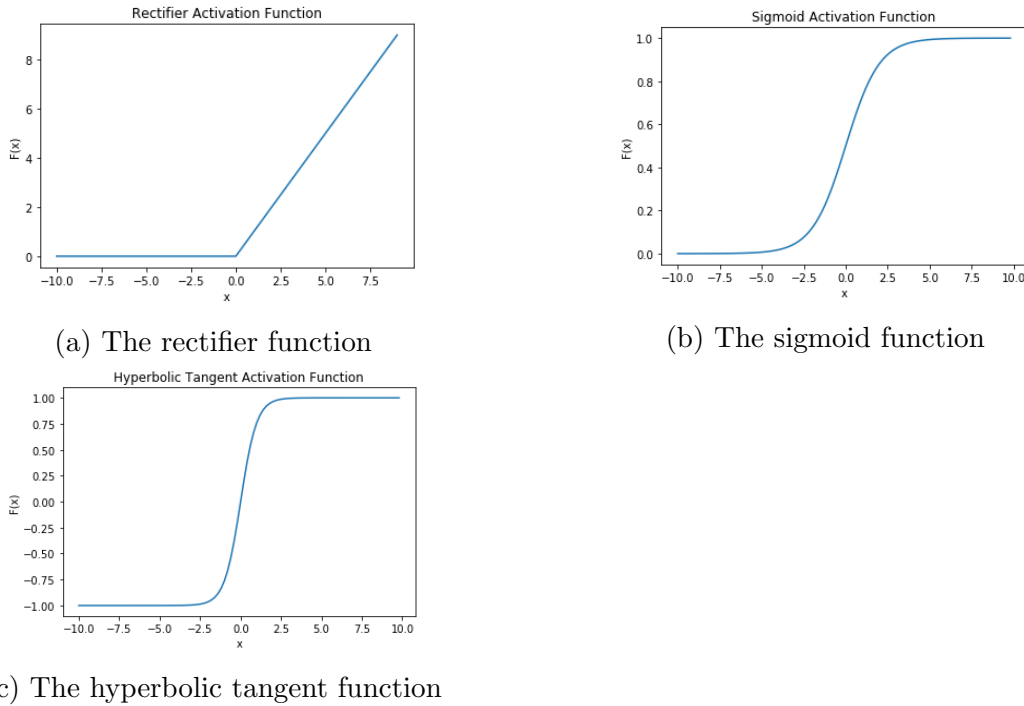 Rectifier Activation Function
8
6
4
2
0
F(x)
−10.0 −7.5 −5.0 −2.5 0.0 2.5 5.0 7.5
x
(a) The rectifier function
Sigmoid Activation Function
1.0
0.8
0.6
0.4
0.2
0.0
F(x)
−10.0 −7.5 −5.0 −2.5 0.0 2.5 5.0 7.5 10.0
x
(b) The sigmoid function
Hyperbolic Tangent Activation Function
1.00
0.75
0.50
0.25
0.00
−0.25
−0.50
−0.75
−1.00
F(x)
−10.0 −7.5 −5.0 −2.5 0.0 2.5 5.0 7.5 10.0
x
c) The hyperbolic tangent function